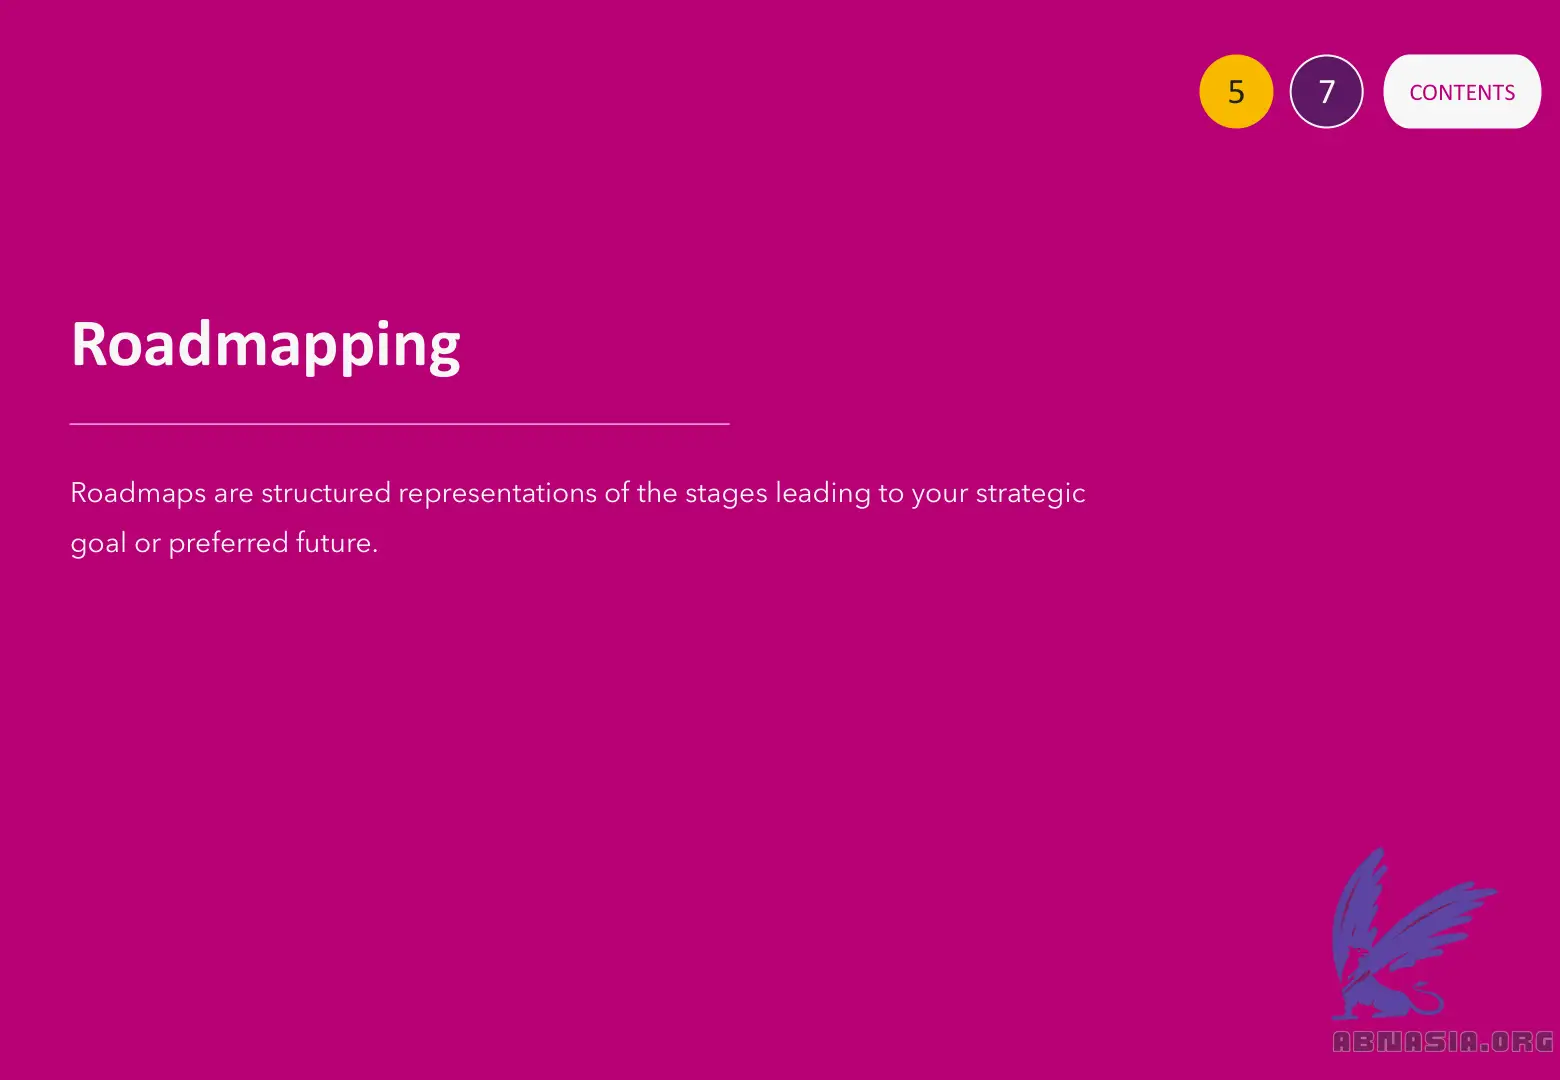 5 7 CONTENTS
Roadmapping
Roadmaps are structured representations of the stages leading to your strategic
goal or preferred future.
ABNASIA.ORG